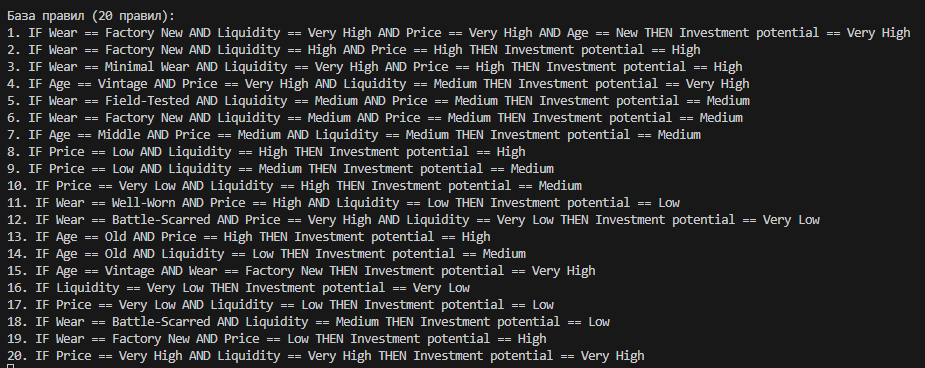 База правил (20 правил):
1. IF Wear == Factory New AND Liquidity == Very High AND Price == Very High AND Age == New THEN Investment potential == Very High
2. IF Wear == Factory New AND Liquidity == High AND Price == High THEN Investment potential == High
3. IF Wear == Minimal Wear AND Liquidity == Very High AND Price == High THEN Investment potential == High
4. IF Age == Vintage AND Price == Very High AND Liquidity == Medium THEN Investment potential == Very High
5. IF Wear == Field-Tested AND Liquidity == Medium AND Price == Medium THEN Investment potential == Medium
6. IF Wear == Factory New AND Liquidity == Medium AND Price == Medium THEN Investment potential == Medium
7. IF Age == Middle AND Price == Medium AND Liquidity == Medium THEN Investment potential == Medium
8. IF Price == Low AND Liquidity == High THEN Investment potential == High
9. IF Price == Low AND Liquidity == Medium THEN Investment potential == Medium
10. IF Price == Very Low AND Liquidity == High THEN Investment potential == Medium
11. IF Wear == Well-Worn AND Price == High AND Liquidity == Low THEN Investment potential == Low
12. IF Wear == Battle-Scarred AND Price == Very High AND Liquidity == Very Low THEN Investment potential == Very Low
13. IF Age == Old AND Price == High THEN Investment potential == High
14. IF Age == Old AND Liquidity == Low THEN Investment potential == Medium
15. IF Age == Vintage AND Wear == Factory New THEN Investment potential == Very High
16. IF Liquidity == Very Low THEN Investment potential == Very Low
17. IF Price == Very Low AND Liquidity == Low THEN Investment potential == Low
18. IF Wear == Battle-Scarred AND Liquidity == Medium THEN Investment potential == Low
19. IF Wear == Factory New AND Price == Low THEN Investment potential == High
20. IF Price == Very High AND Liquidity == Very High THEN Investment potential == Very High